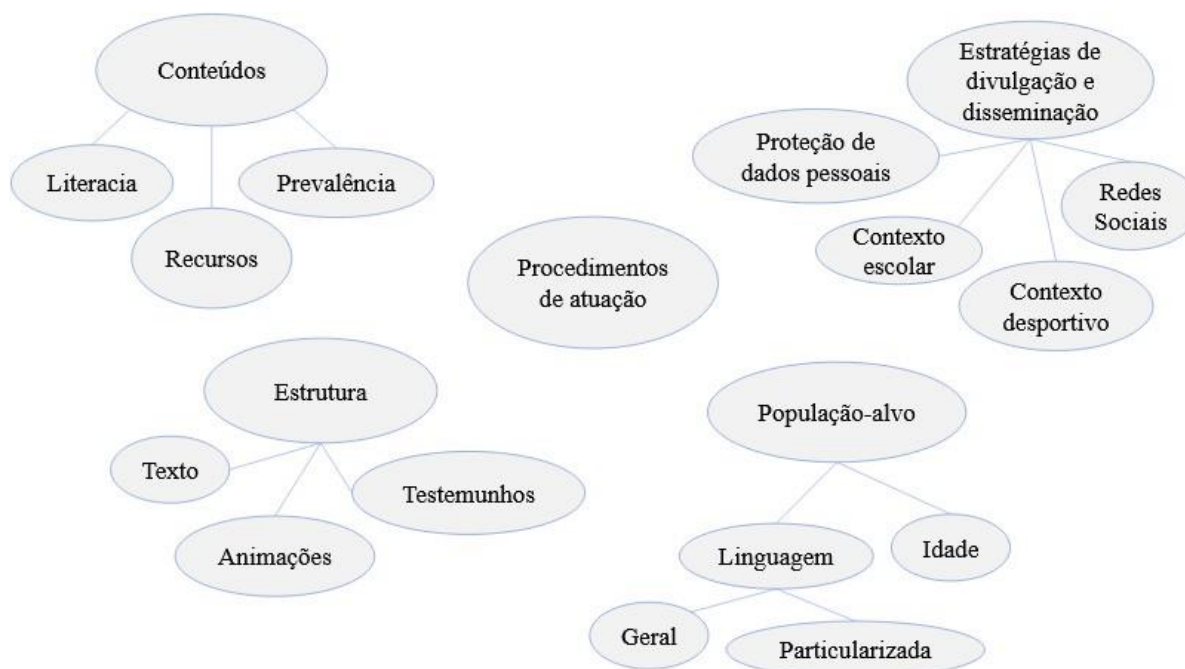 Conteúdos
Literacia
Recursos
Prevalência
Estratégias de
divulgação e
disseminação
Proteção de
dados pessoais
Contexto
escolar
Contexto
desportivo
Redes
Sociais
Procedimentos
de atuação
Estrutura
Texto
Animações
Testemunhos
População-alvo
Linguagem
Idade
Geral
Particularizada